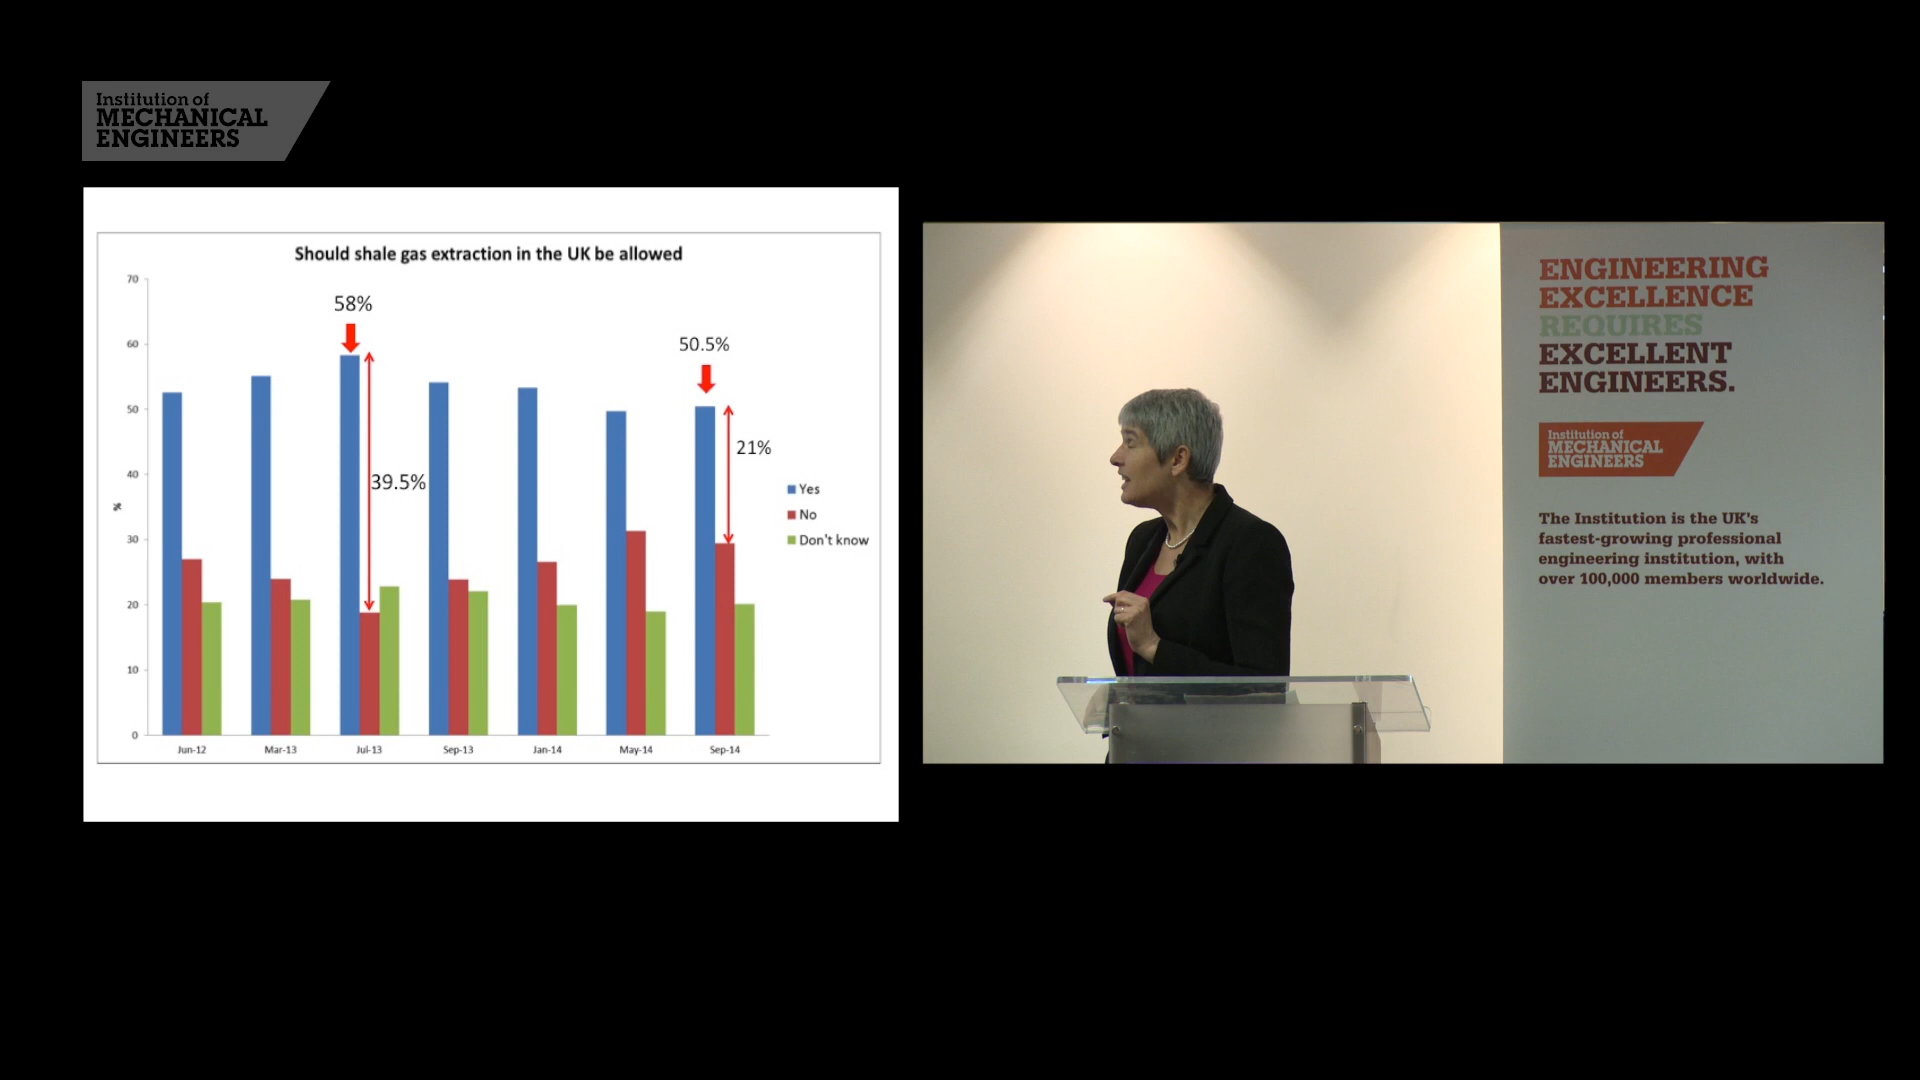 Institution of
MECHANICAL
ENGINEERS
Should shale gas extraction in the UK be allowed
70
60
50
40
30
20
10
0
%
58%
39.5%
50.5%
21%
Yes
No
Don't know
Jun-12
Mar-13
Jul-13
Sep-13
Jan-14
May-14
Sep-14
ENGINEERING
EXCELLENCE
REQUIRES
EXCELLENT
ENGINEERS.
Institution of
MECHANICAL
ENGINEERS
The Institution is the UK's
fastest-growing professional
engineering institution, with
over 100,000 members worldwide.